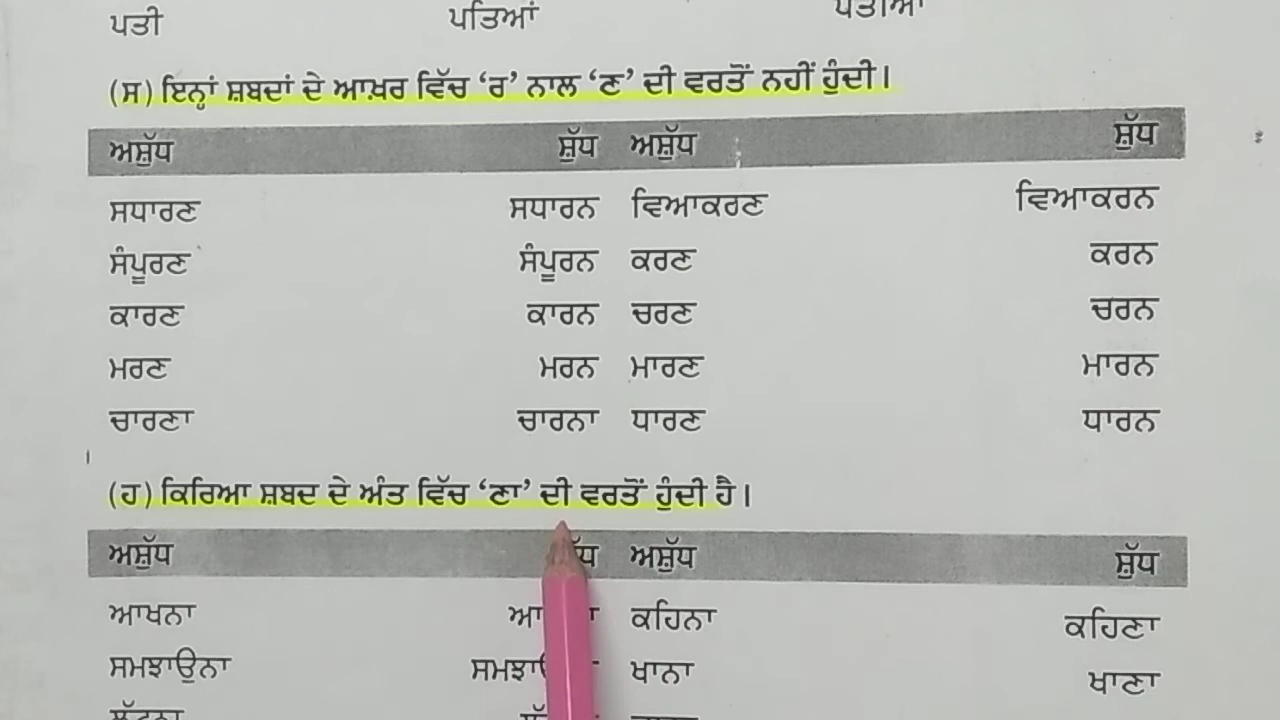 ਪਤੀ ਪਤਿਆਂ ਪਤੀਆਂ
(ਸ) ਇਨ੍ਹਾਂ ਸ਼ਬਦਾਂ ਦੇ ਆਖ਼ਰ ਵਿੱਚ ‘ਰ’ ਨਾਲ ‘ਣ’ ਦੀ ਵਰਤੋਂ ਨਹੀਂ ਹੁੰਦੀ।
ਅਸ਼ੁੱਧ ਸ਼ੁੱਧ ਅਸ਼ੁੱਧ ਸ਼ੁੱਧ
ਸਧਾਰਣ ਸਧਾਰਨ ਵਿਆਕਰਣ ਵਿਆਕਰਨ
ਸੰਪੂਰਣ ਸੰਪੂਰਨ ਕਰਣ ਕਰਨ
ਕਾਰਣ ਕਾਰਨ ਚਰਣ ਚਰਨ
ਮਰਣ ਮਰਨ ਮਾਰਣ ਮਾਰਨ
ਚਾਰਣਾ ਚਾਰਨਾ ਧਾਰਣ ਧਾਰਨ
(ਹ) ਕਿਰਿਆ ਸ਼ਬਦ ਦੇ ਅੰਤ ਵਿੱਚ ‘ਣਾ’ ਦੀ ਵਰਤੋਂ ਹੁੰਦੀ ਹੈ।
ਅਸ਼ੁੱਧ ਅਸ਼ੁੱਧ ਸ਼ੁੱਧ
ਆਖਨਾ ਕਹਿਨਾ ਕਹਿਣਾ
ਸਮਝਾਉਨਾ ਖਾਨਾ ਖਾਣਾ